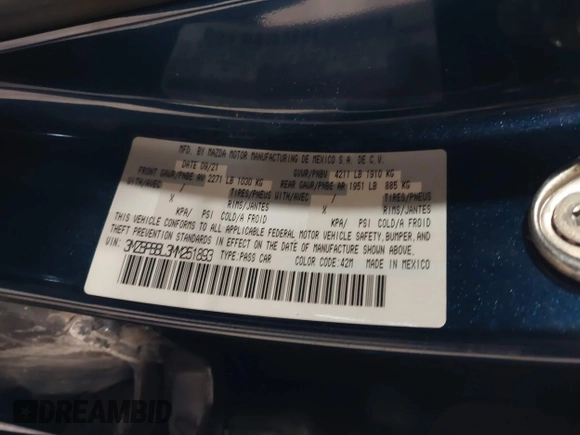 MFD. BY MAZDA MOTOR MANUFACTURING DE MEXICO S.A. DE C.V.
DATE 09/21 GVWR/PNBV 4211 LB 1910 KG
FRONT GAWR/PNBE AV 2271 LB 1030 KG REAR GAWR/PNBE AR 1951 LB 885 KG
WITH/AVEC / TIRES/PNEUS WITH/AVEC / TIRES/PNEUS
/ RIMS/JANTES / RIMS/JANTES
KPA/ PSI COLD/A FROID KPA/ PSI COLD/A FROID
THIS VEHICLE CONFORMS TO ALL APPLICABLE FEDERAL MOTOR VEHICLE SAFETY, BUMPER, AND
THEFT PREVENTION STANDARDS IN EFFECT ON THE DATE OF MANUFACTURE SHOWN ABOVE.
TYPE:PASS CAR COLOR CODE:42M MADE IN MEXICO
DREAMBID